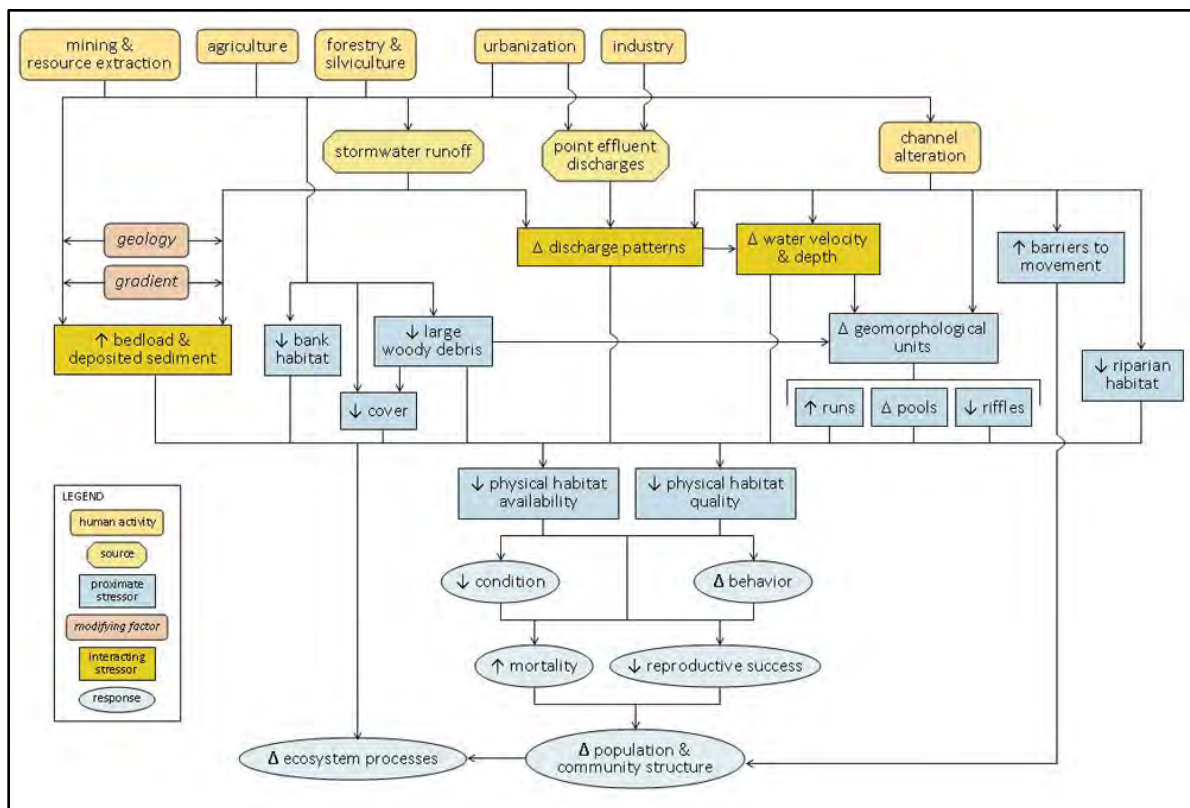 mining &
resource extraction
agriculture
forestry &
silviculture
urbanization
industry
stormwater runoff
point effluent
discharges
channel
alteration
geology
gradient
Δ discharge patterns
Δ water velocity
& depth
↑ barriers to
movement
↑ bedload &
deposited sediment
↓ bank
habitat
↓ large
woody debris
Δ geomorphological
units
↓ riparian
habitat
↓ cover
↑ runs
Δ pools
↓ riffles
↓ physical habitat
availability
↓ physical habitat
quality
LEGEND
human activity
source
proximate
stressor
modifying factor
interacting
stressor
response
↓ condition
Δ behavior
↑ mortality
↓ reproductive success
Δ ecosystem processes
Δ population &
community structure